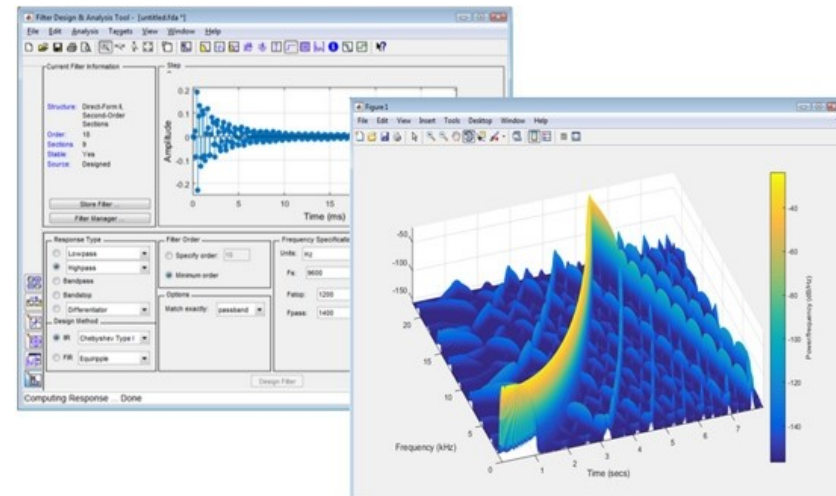 Filter Design & Analysis Tool - [untitled.fda *]
File Edit Analysis Targets View Window Help
Current Filter Information
Structure: Direct-Form II,
Second-Order
Sections
Order: 18
Sections: 9
Stable: Yes
Source: Designed
Store Filter ...
Filter Manager ...
Step
Amplitude
0.2
0.1
0
-0.1
-0.2
0 5 10 15
Time (ms)
Response Type
Lowpass
Highpass
Bandpass
Bandstop
Differentiator
Design Method
IIR Chebyshev Type I
FIR Equiripple
Filter Order
Specify order: 10
Minimum order
Options
Match exactly: passband
Frequency Specificatio
Units: Hz
Fs: 9600
Fstop: 1200
Fpass: 1400
Design Filter
Computing Response ... Done
Figure 1
File Edit View Insert Tools Desktop Window Help
-50
-100
-150
20
15
10
5
0
Frequency (kHz)
1 2 3 4 5 6 7
Time (secs)
-40
-60
-80
-100
-120
-140
Power/frequency (dB/Hz)